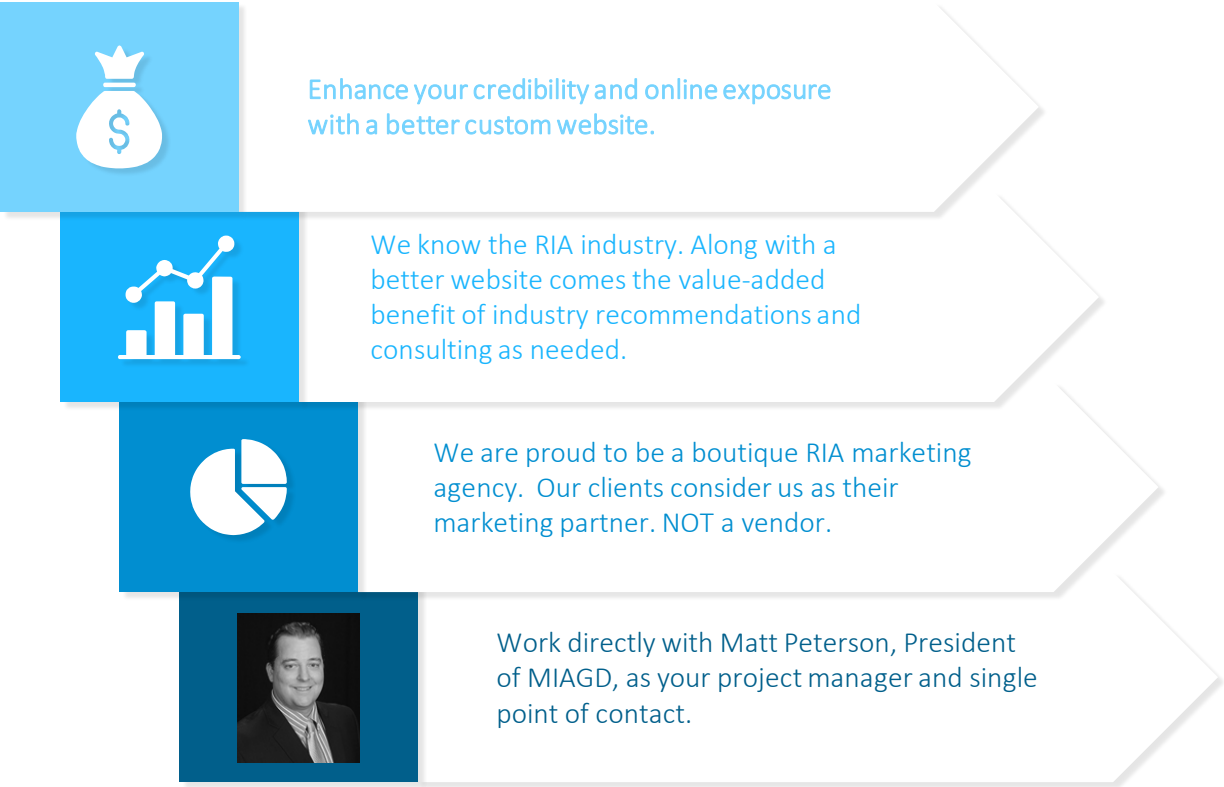 $
Enhance your credibility and online exposure
with a better custom website.
We know the RIA industry. Along with a
better website comes the value-added
benefit of industry recommendations and
consulting as needed.
We are proud to be a boutique RIA marketing
agency.  Our clients consider us as their
marketing partner. NOT a vendor.
Work directly with Matt Peterson, President
of MIAGD, as your project manager and single
point of contact.